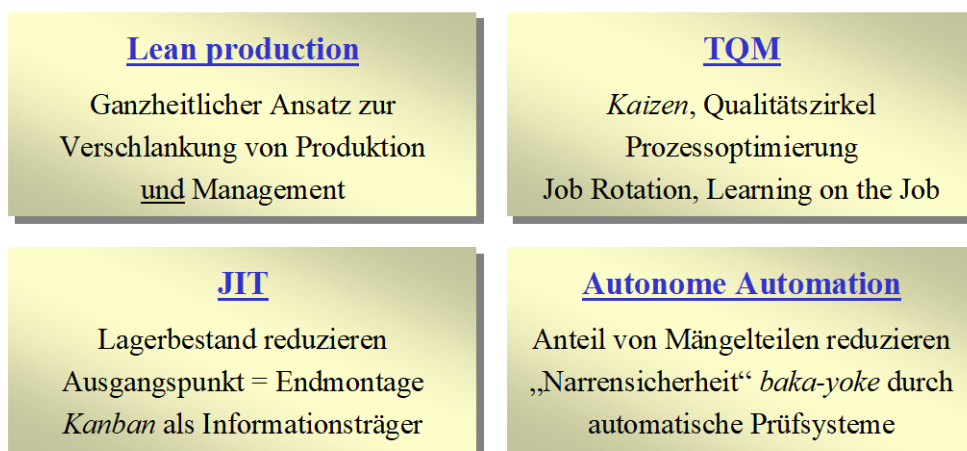 Lean production
Ganzheitlicher Ansatz zur
Verschlankung von Produktion
und Management
TQM
Kaizen, Qualitätszirkel
Prozessoptimierung
Job Rotation, Learning on the Job
JIT
Lagerbestand reduzieren
Ausgangspunkt = Endmontage
Kanban als Informationsträger
Autonome Automation
Anteil von Mängelteilen reduzieren
„Narrensicherheit“ baka-yoke durch
automatische Prüfsysteme